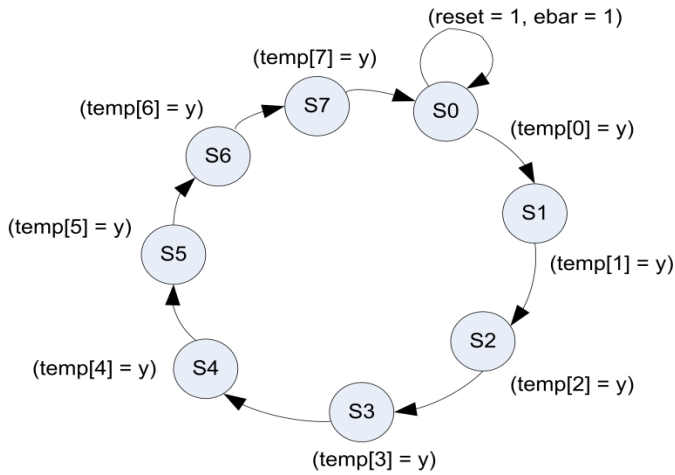 (reset = 1, ebar = 1)
(temp[7] = y)
S7
S0
(temp[6] = y)
(temp[0] = y)
S6
S1
(temp[5] = y)
S5
(temp[1] = y)
S2
(temp[4] = y)
S4
(temp[2] = y)
S3
(temp[3] = y)